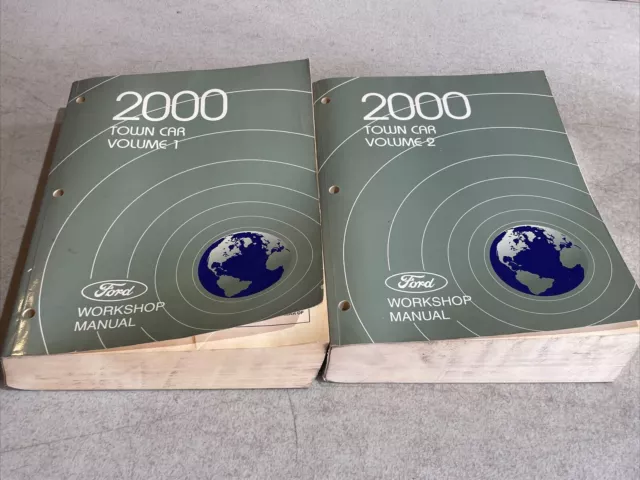 2000
TOWN CAR
VOLUME 1
Ford
WORKSHOP
MANUAL
2000
TOWN CAR
VOLUME 2
Ford
WORKSHOP
MANUAL